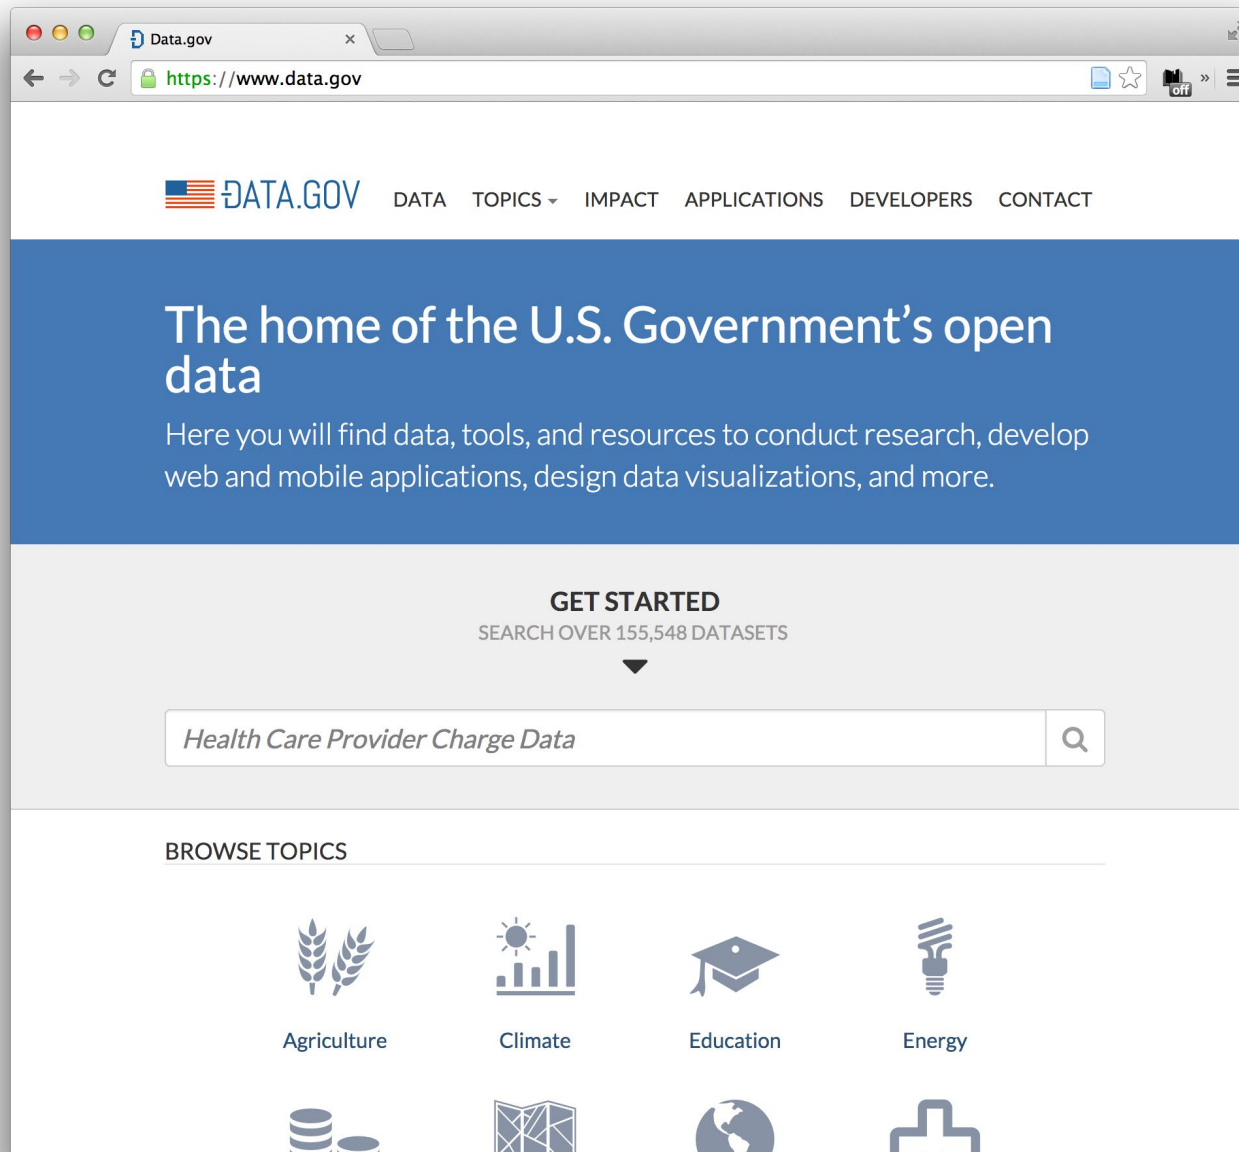 Data.gov
https://www.data.gov
off
DATA.GOV DATA TOPICS IMPACT APPLICATIONS DEVELOPERS CONTACT
The home of the U.S. Government’s open
data
Here you will find data, tools, and resources to conduct research, develop
web and mobile applications, design data visualizations, and more.
GET STARTED
SEARCH OVER 155,548 DATASETS
Health Care Provider Charge Data
BROWSE TOPICS
Agriculture Climate Education Energy